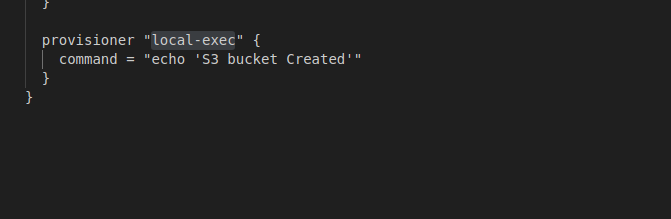 }
provisioner "local-exec" {
command = "echo 'S3 bucket Created'"
}
}